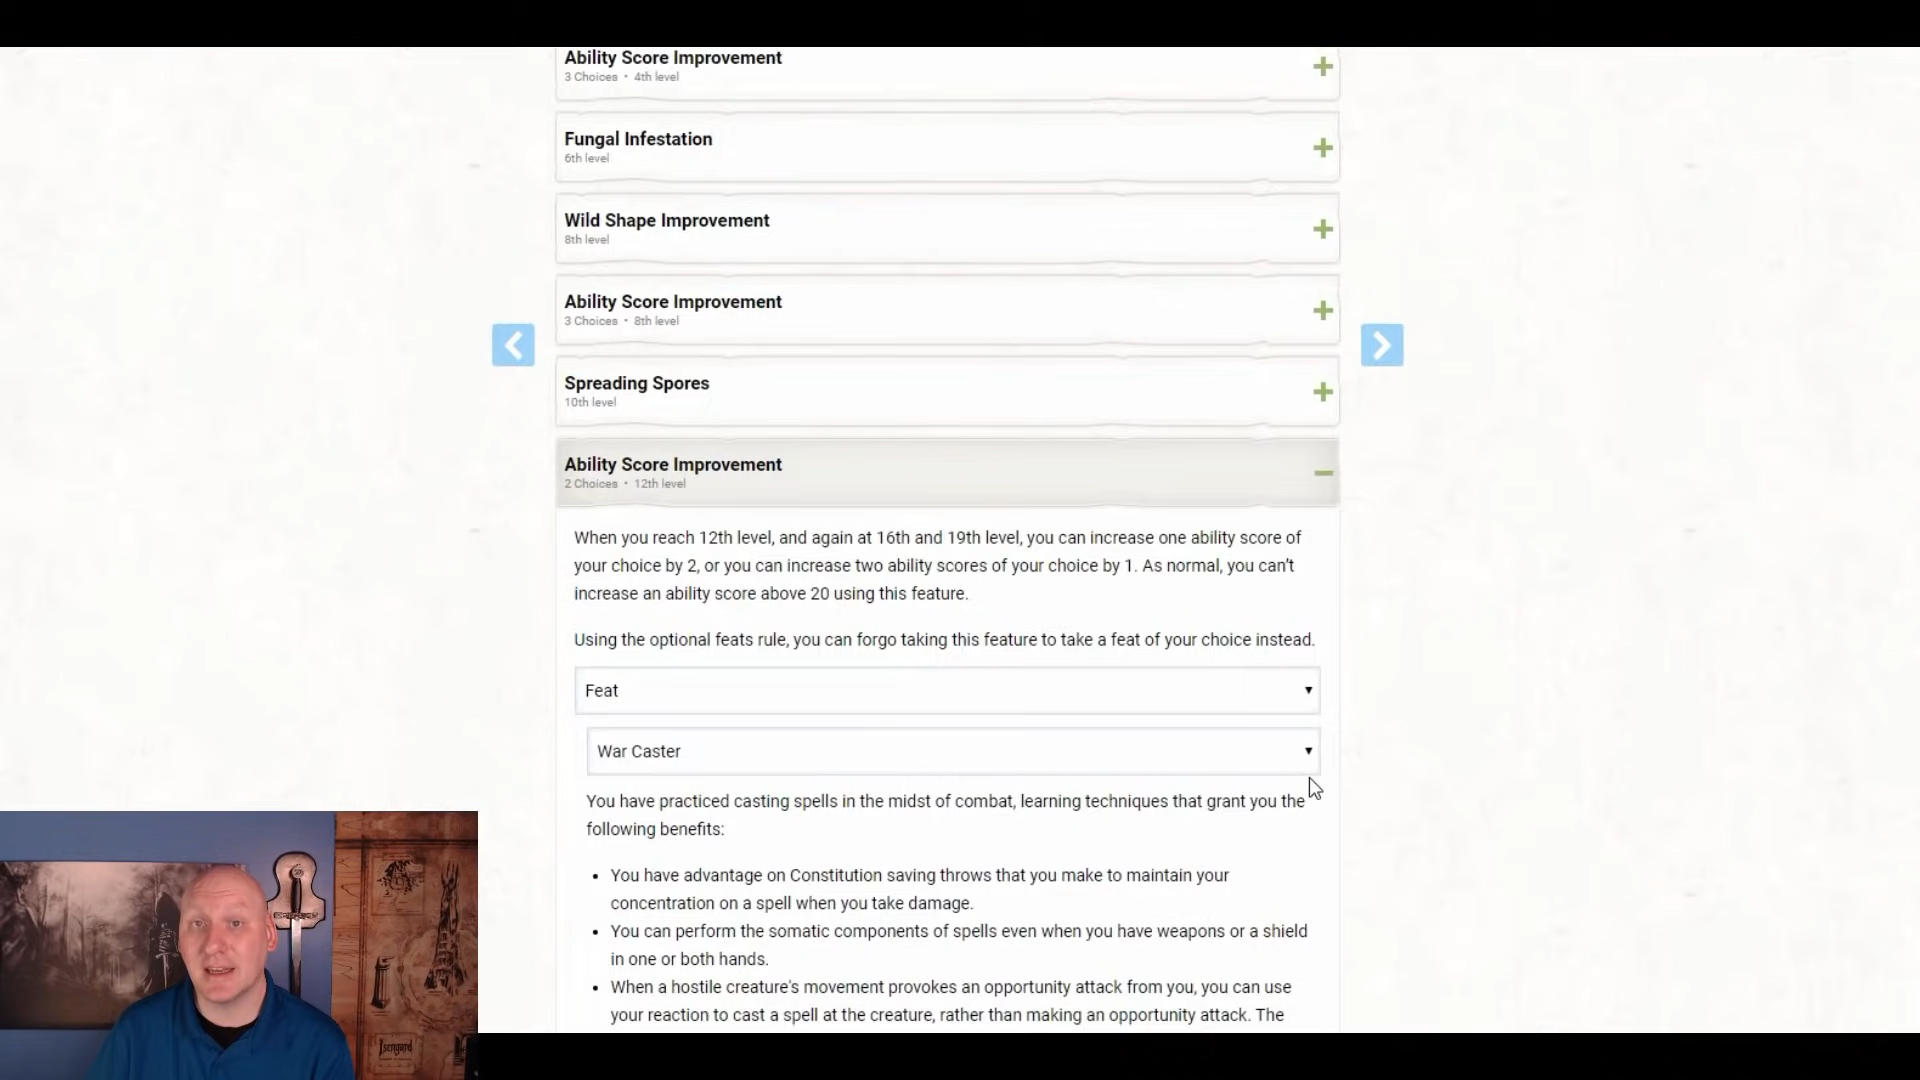 Ability Score Improvement
3 Choices • 4th level
Fungal Infestation
6th level
Wild Shape Improvement
8th level
Ability Score Improvement
3 Choices • 8th level
Spreading Spores
10th level
Ability Score Improvement
2 Choices • 12th level
When you reach 12th level, and again at 16th and 19th level, you can increase one ability score of
your choice by 2, or you can increase two ability scores of your choice by 1. As normal, you can't
increase an ability score above 20 using this feature.
Using the optional feats rule, you can forgo taking this feature to take a feat of your choice instead.
Feat
War Caster
You have practiced casting spells in the midst of combat, learning techniques that grant you the
following benefits:
• You have advantage on Constitution saving throws that you make to maintain your
concentration on a spell when you take damage.
• You can perform the somatic components of spells even when you have weapons or a shield
in one or both hands.
• When a hostile creature's movement provokes an opportunity attack from you, you can use
your reaction to cast a spell at the creature, rather than making an opportunity attack. The
Isengard